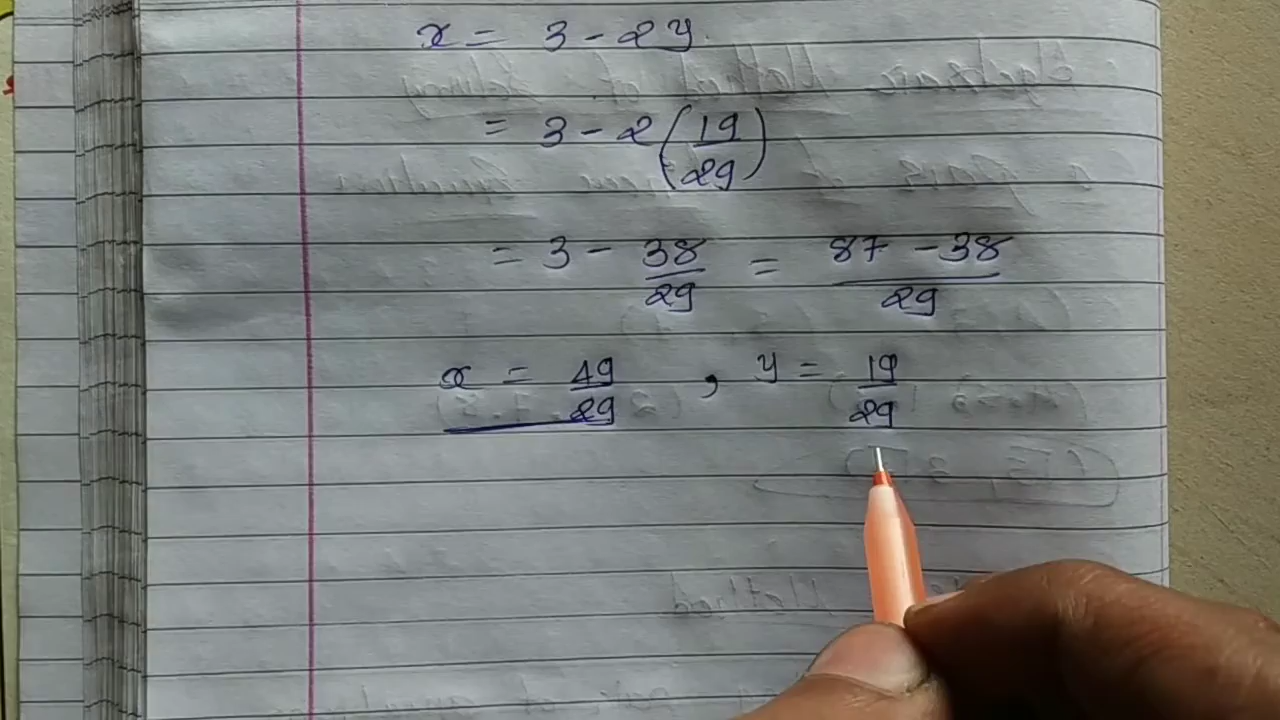 x = 3 - 2y
= 3 - 2(19/29)
= 3 - 38/29 = 87 - 38/29
x = 49/29 , y = 19/29